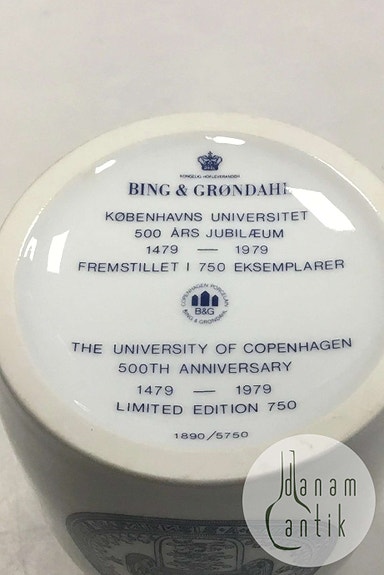 KONGELIG HOFLEVERANDØR
BING & GRØNDAHL
KØBENHAVNS UNIVERSITET
500 ÅRS JUBILÆUM
1479 — 1979
FREMSTILLET I 750 EKSEMPLARER
COPENHAGEN PORCELAIN
B&G
BING & GRØNDAHL
THE UNIVERSITY OF COPENHAGEN
500TH ANNIVERSARY
1479 — 1979
LIMITED EDITION 750
1890/5750
danam
antik